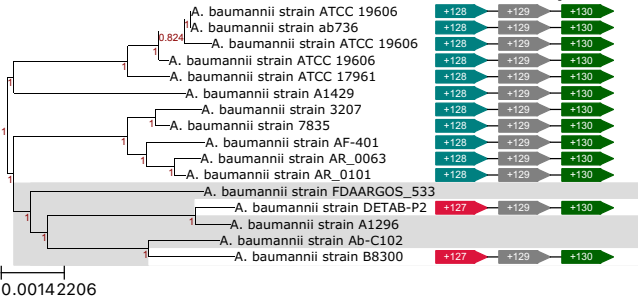 A. baumannii strain ATCC 19606 +128 +129 +130
1 A. baumannii strain ab736 +128 +129 +130
0.824 A. baumannii strain ATCC 19606 +128 +129 +130
1 A. baumannii strain ATCC 19606 +128 +129 +130
1 A. baumannii strain ATCC 17961 +128 +129 +130
1 A. baumannii strain A1429 +128 +129 +130
A. baumannii strain 3207 +128 +129 +130
1 A. baumannii strain 7835 +128 +129 +130
1 1 A. baumannii strain AF-401 +128 +129 +130
1 A. baumannii strain AR_0063 +128 +129 +130
1 1 A. baumannii strain AR_0101 +128 +129 +130
A. baumannii strain FDAARGOS_533
A. baumannii strain DETAB-P2 +127 +129 +130
1 1 A. baumannii strain A1296
1 A. baumannii strain Ab-C102
1 A. baumannii strain B8300 +127 +129 +130
0.00142206